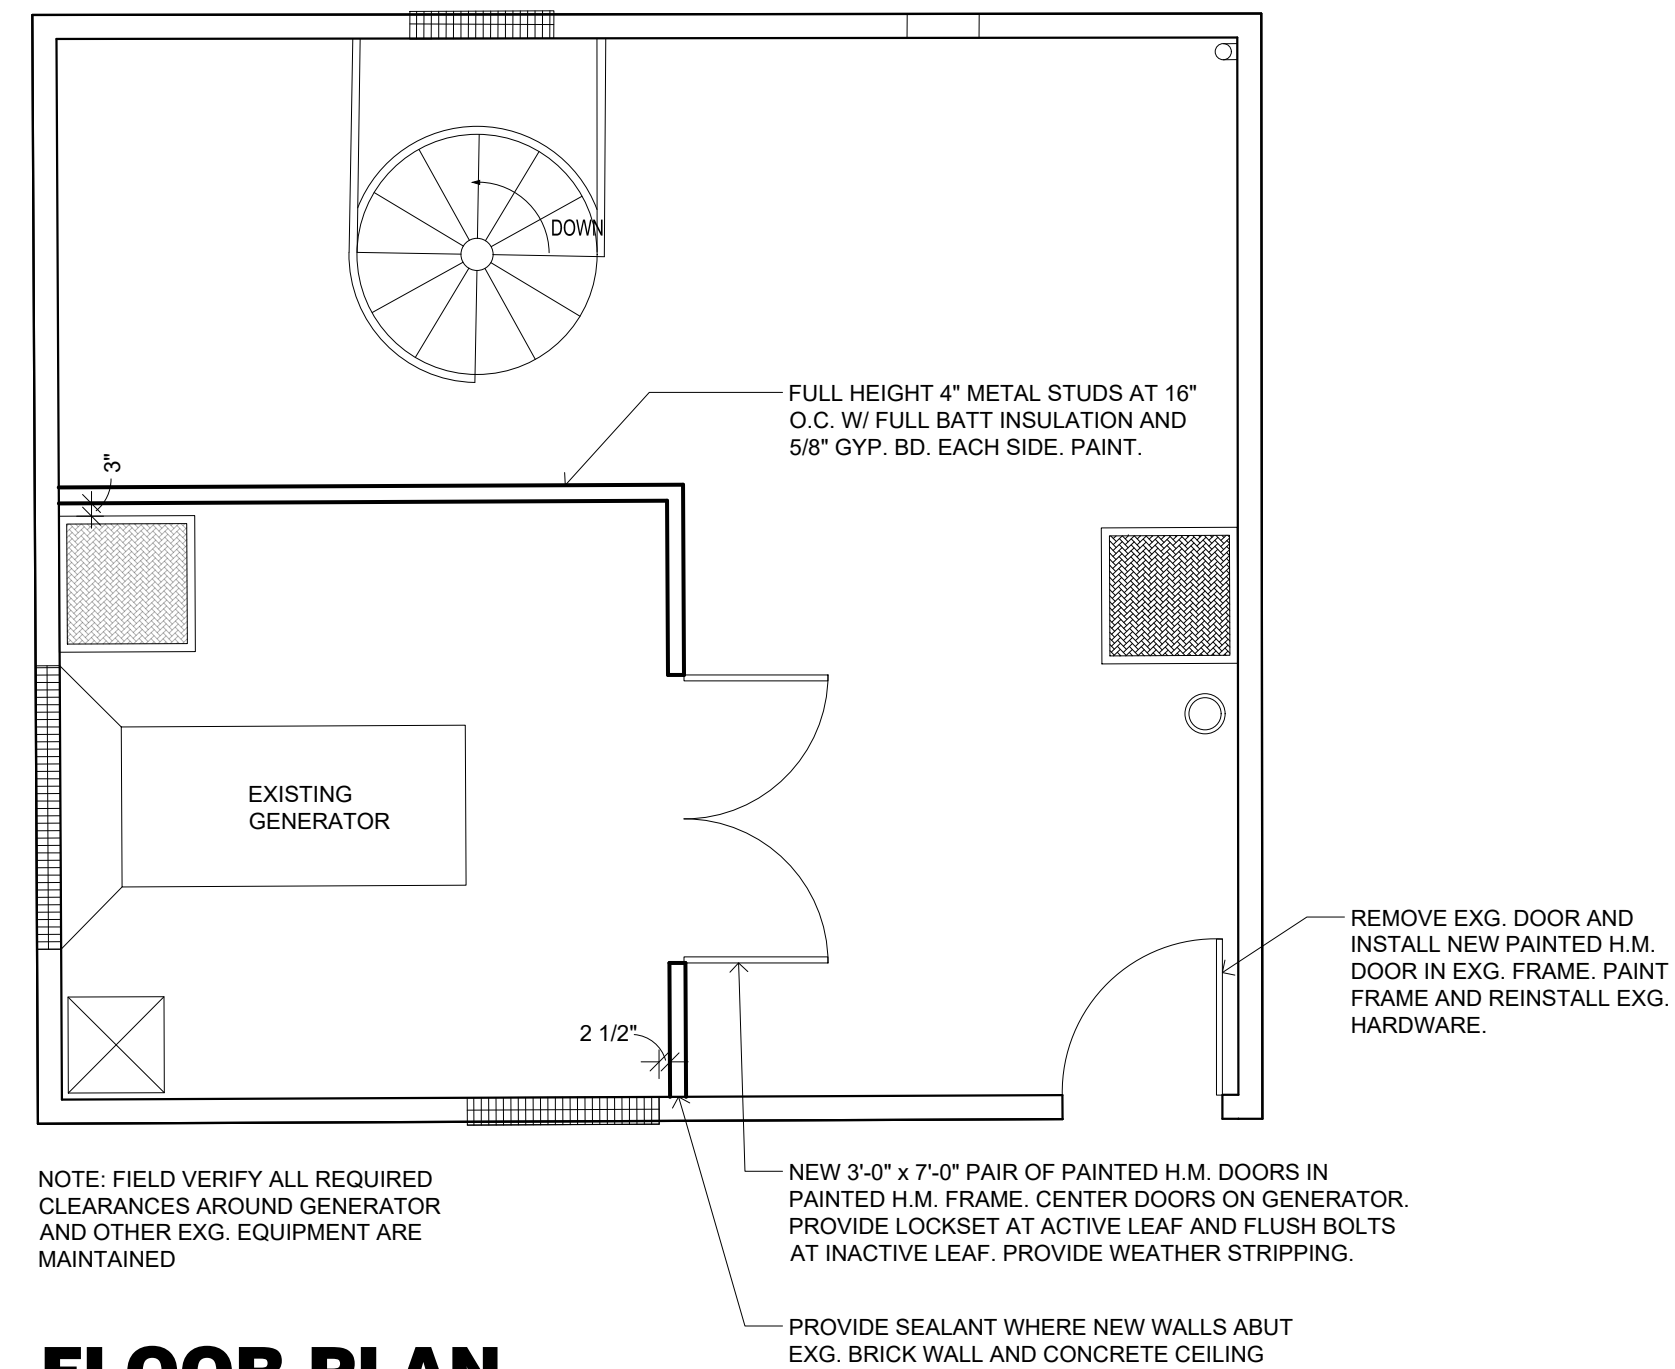 DOWN
FULL HEIGHT 4" METAL STUDS AT 16"
O.C. W/ FULL BATT INSULATION AND
5/8" GYP. BD. EACH SIDE. PAINT.
3"
EXISTING
GENERATOR
REMOVE EXG. DOOR AND
INSTALL NEW PAINTED H.M.
DOOR IN EXG. FRAME. PAINT
FRAME AND REINSTALL EXG.
HARDWARE.
2 1/2"
NOTE: FIELD VERIFY ALL REQUIRED
CLEARANCES AROUND GENERATOR
AND OTHER EXG. EQUIPMENT ARE
MAINTAINED
NEW 3'-0" x 7'-0" PAIR OF PAINTED H.M. DOORS IN
PAINTED H.M. FRAME. CENTER DOORS ON GENERATOR.
PROVIDE LOCKSET AT ACTIVE LEAF AND FLUSH BOLTS
AT INACTIVE LEAF. PROVIDE WEATHER STRIPPING.
PROVIDE SEALANT WHERE NEW WALLS ABUT
EXG. BRICK WALL AND CONCRETE CEILING
FLOOR PLAN